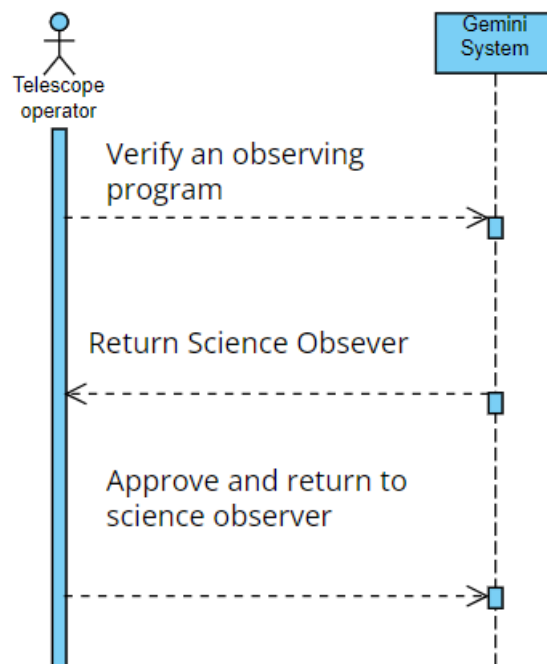 Telescope
operator
Gemini
System
Verify an observing
program
Return Science Obsever
Approve and return to
science observer